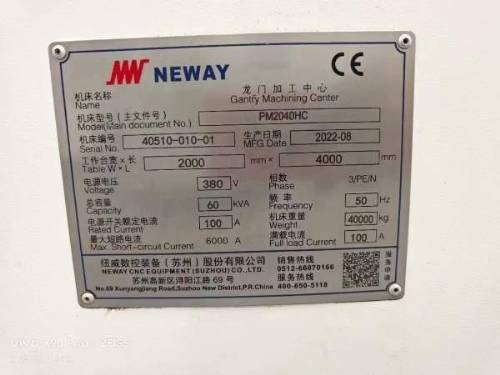 NEWAY CE
机床名称 龙门加工中心
Name Gantry Machining Center
机床型号（主文件号） PM2040HC
Model(Main document No.)
机床编号 40510-010-01 生产日期 2022-08
Serial No. MFG Date
工作台宽×长 2000 mm× 4000 mm
Table W×L
电源电压 380 V 相数 3/PE/N
Voltage Phase
总容量 60 kVA 频率 50 Hz
Capacity Frequency
电源开关额定电流 100 A 机床重量 40000 kg
Rated Current Weight
最大短路电流 6000 A 满载电流 100 A
Max. Short-circuit Current Full load Current
纽威数控装备（苏州）股份有限公司 销售热线
NEWAY CNC EQUIPMENT(SUZHOU) CO.,LTD. 0512-66070166
苏州高新区浔阳江路 69 号 服务热线
No.69 Xunyangjiang Road,Suzhou New District,P.R.China 400-650-5118
服务申请